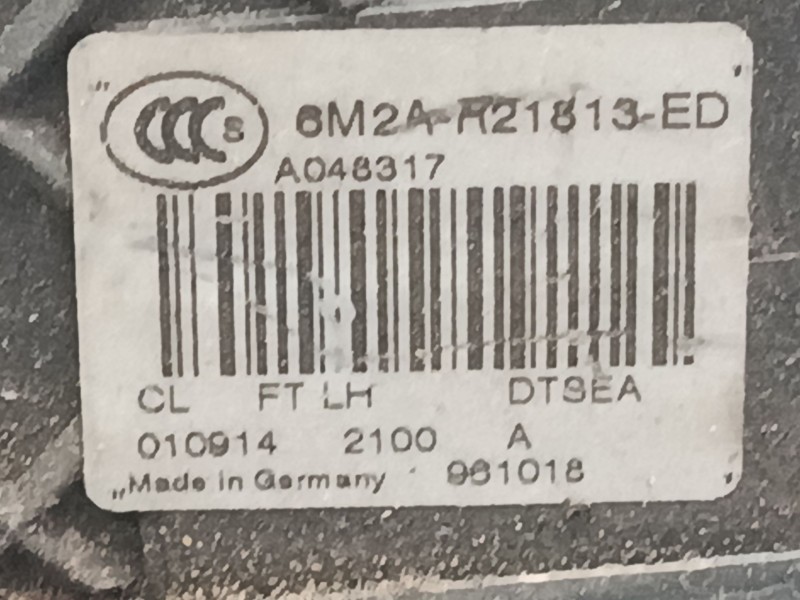 CCC S 6M2A-R21813-ED
A048317
CL FT LH DTSEA
010914 2100 A
„Made in Germany 981018